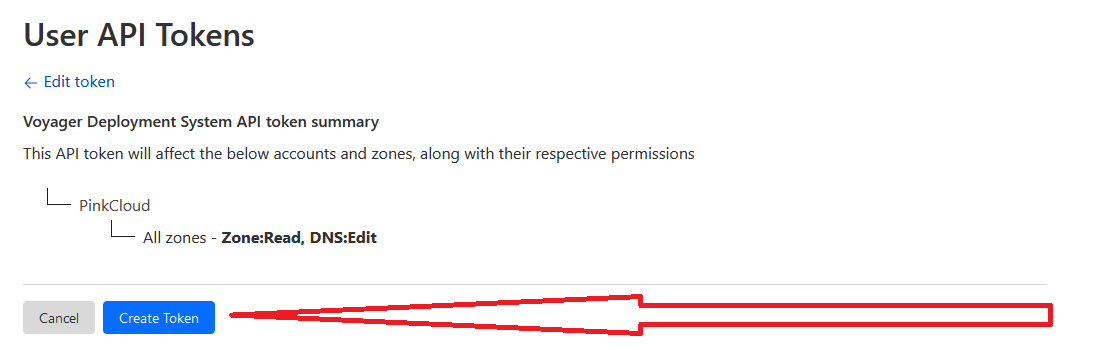 User API Tokens
← Edit token
Voyager Deployment System API token summary
This API token will affect the below accounts and zones, along with their respective permissions
PinkCloud
All zones - Zone:Read, DNS:Edit
Cancel Create Token